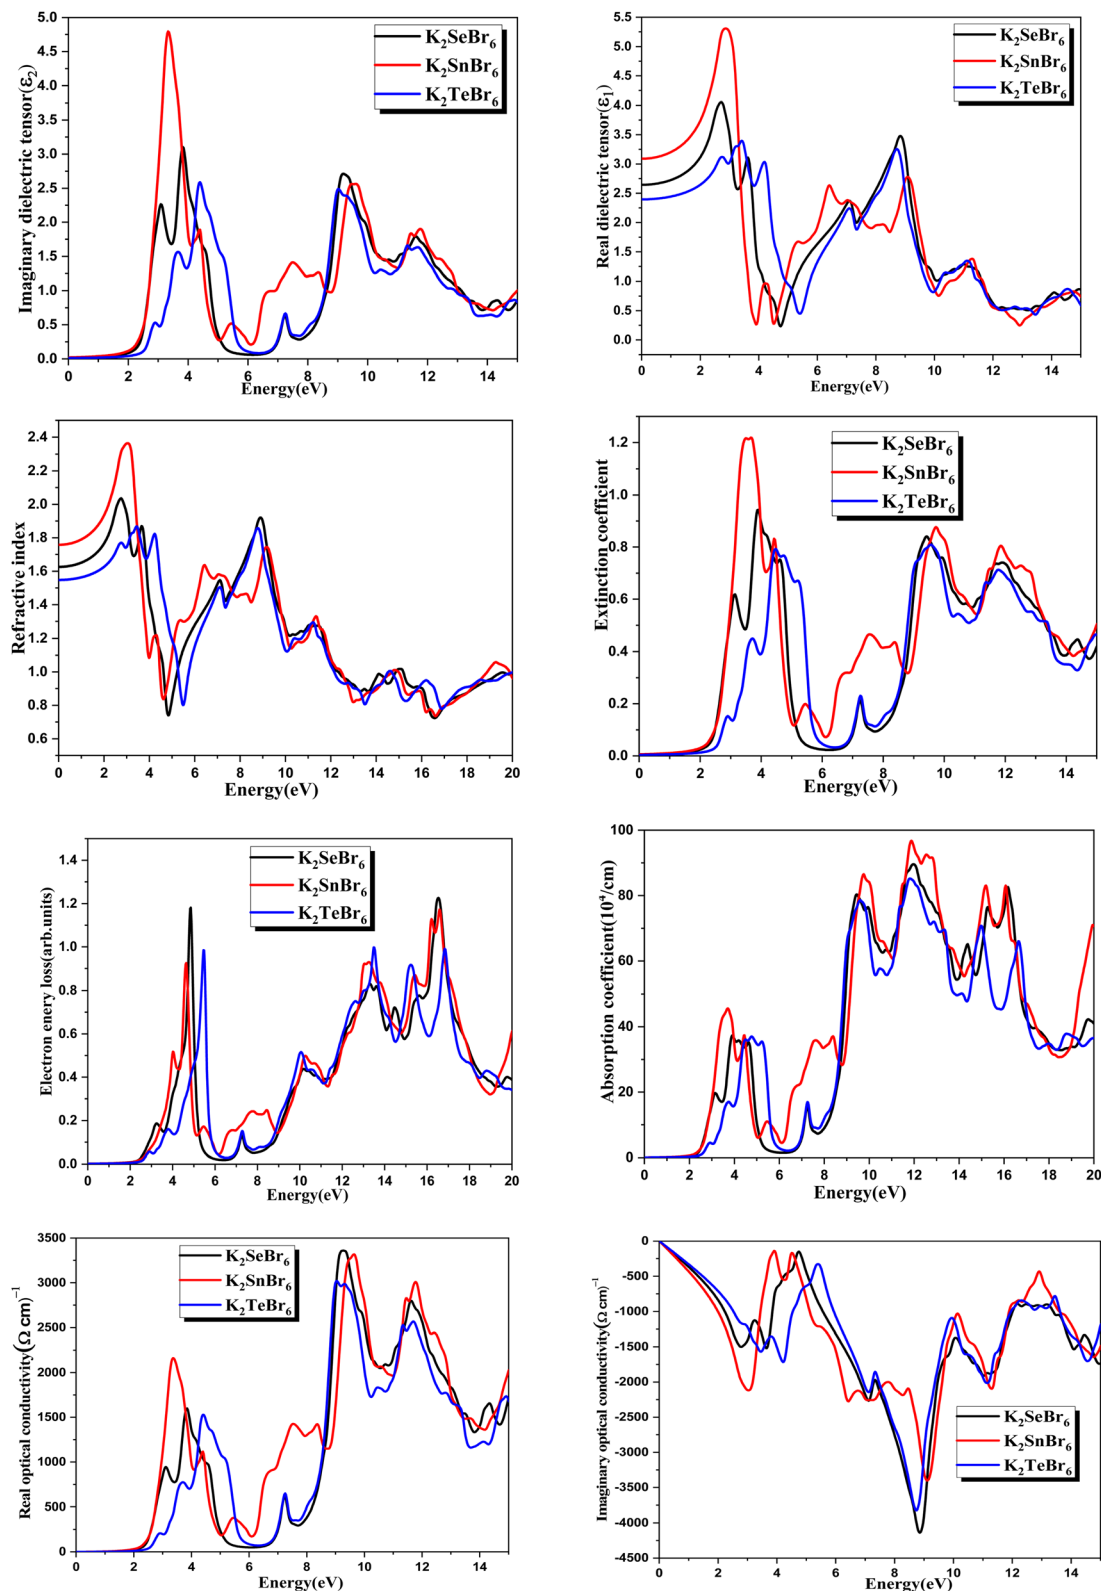 Imaginary dielectric tensor(ε₂)
5.0
4.5
4.0
3.5
3.0
2.5
2.0
1.5
1.0
0.5
0.0
K₂SeBr₆
K₂SnBr₆
K₂TeBr₆
0 2 4 6 8 10 12 14
Energy(eV)
Real dielectric tensor(ε₁)
5.5
5.0
4.5
4.0
3.5
3.0
2.5
2.0
1.5
1.0
0.5
0.0
K₂SeBr₆
K₂SnBr₆
K₂TeBr₆
0 2 4 6 8 10 12 14
Energy(eV)
Refractive index
2.4
2.2
2.0
1.8
1.6
1.4
1.2
1.0
0.8
0.6
K₂SeBr₆
K₂SnBr₆
K₂TeBr₆
0 2 4 6 8 10 12 14 16 18 20
Energy(eV)
Extinction coefficient
1.2
1.0
0.8
0.6
0.4
0.2
0.0
K₂SeBr₆
K₂SnBr₆
K₂TeBr₆
0 2 4 6 8 10 12 14
Energy(eV)
Electron enery loss(arb.units)
1.4
1.2
1.0
0.8
0.6
0.4
0.2
0.0
K₂SeBr₆
K₂SnBr₆
K₂TeBr₆
0 2 4 6 8 10 12 14 16 18 20
Energy(eV)
Absorption coefficient(10⁴/cm)
100
80
60
40
20
0
K₂SeBr₆
K₂SnBr₆
K₂TeBr₆
0 2 4 6 8 10 12 14 16 18 20
Energy(eV)
Real optical conductivity(Ω cm)⁻¹
3500
3000
2500
2000
1500
1000
500
0
K₂SeBr₆
K₂SnBr₆
K₂TeBr₆
0 2 4 6 8 10 12 14
Energy(eV)
Imaginary optical conductivity(Ω cm)⁻¹
0
-500
-1000
-1500
-2000
-2500
-3000
-3500
-4000
-4500
K₂SeBr₆
K₂SnBr₆
K₂TeBr₆
0 2 4 6 8 10 12 14
Energy(eV)